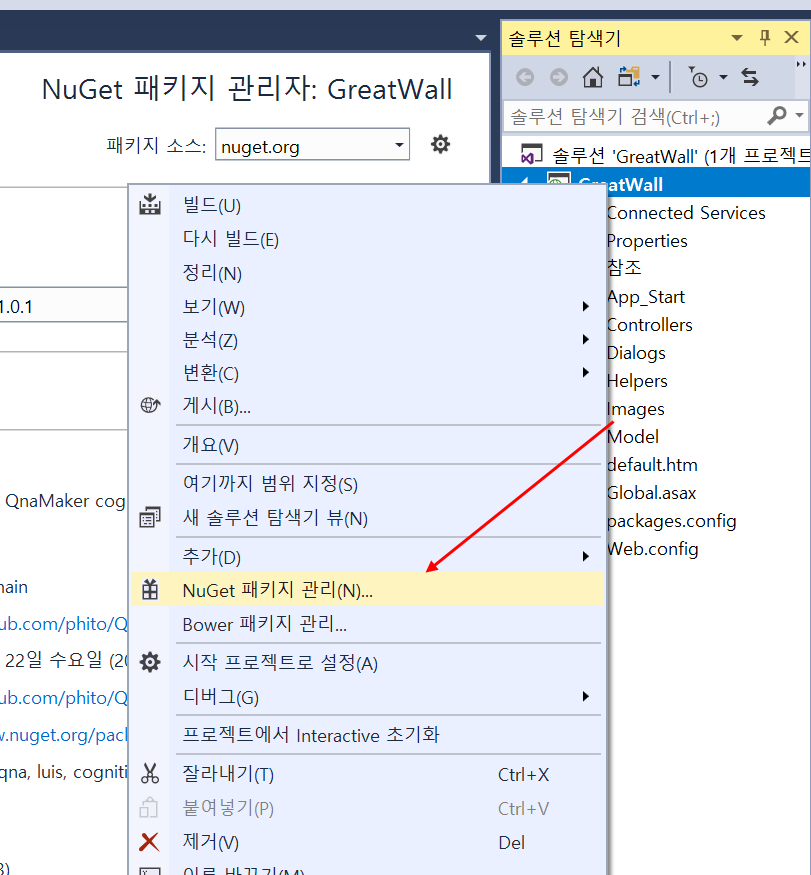 솔루션 탐색기
NuGet 패키지 관리자: GreatWall
패키지 소스: nuget.org
솔루션 탐색기 검색(Ctrl+;)
솔루션 'GreatWall' (1개 프로젝트
GreatWall
Connected Services
Properties
참조
App_Start
Controllers
Dialogs
Helpers
Images
Model
default.htm
Global.asax
packages.config
Web.config
빌드(U)
다시 빌드(E)
정리(N)
보기(W)
분석(Z)
변환(C)
게시(B)...
개요(V)
여기까지 범위 지정(S)
새 솔루션 탐색기 뷰(N)
추가(D)
NuGet 패키지 관리(N)...
Bower 패키지 관리...
시작 프로젝트로 설정(A)
디버그(G)
프로젝트에서 Interactive 초기화
잘라내기(T) Ctrl+X
붙여넣기(P) Ctrl+V
제거(V) Del
이름 바꾸기(M)
1.0.1
QnaMaker cog
ub.com/phito/Q
22일 수요일 (20
ub.com/phito/Q
w.nuget.org/pack
qna, luis, cogniti